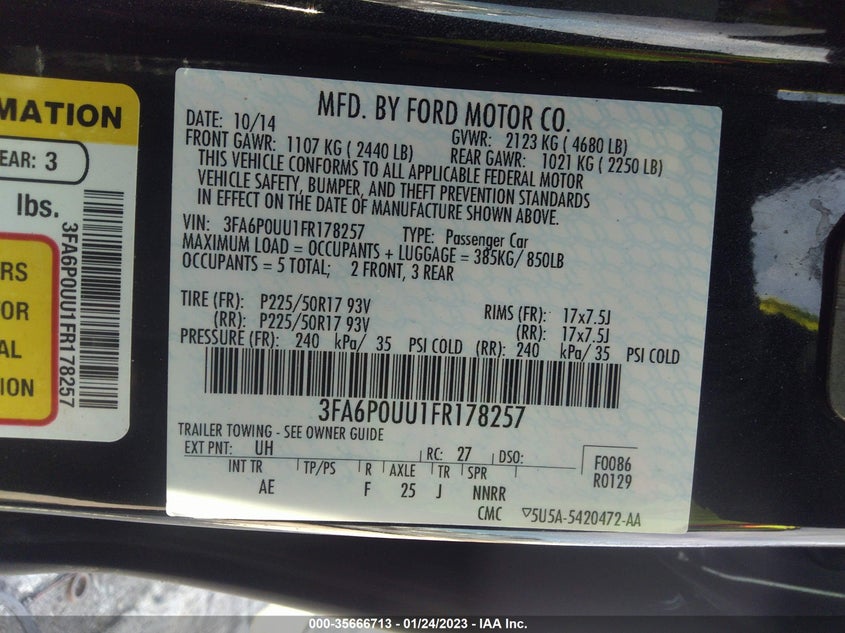 MATION
EAR: 3
lbs.
RS
OR
AL
ION
3FA6P0UU1FR178257
MFD. BY FORD MOTOR CO.
DATE: 10/14 GVWR: 2123 KG ( 4680 LB)
FRONT GAWR: 1107 KG ( 2440 LB) REAR GAWR: 1021 KG ( 2250 LB)
THIS VEHICLE CONFORMS TO ALL APPLICABLE FEDERAL MOTOR
VEHICLE SAFETY, BUMPER, AND THEFT PREVENTION STANDARDS
IN EFFECT ON THE DATE OF MANUFACTURE SHOWN ABOVE.
VIN: 3FA6P0UU1FR178257 TYPE: Passenger Car
MAXIMUM LOAD = OCCUPANTS + LUGGAGE = 385KG/ 850LB
OCCUPANTS = 5 TOTAL; 2 FRONT, 3 REAR
TIRE (FR): P225/50R17 93V RIMS (FR): 17x7.5J
(RR): P225/50R17 93V (RR): 17x7.5J
PRESSURE (FR): 240 kPa/ 35 PSI COLD (RR): 240 kPa/ 35 PSI COLD
3FA6P0UU1FR178257
TRAILER TOWING - SEE OWNER GUIDE
EXT PNT: UH RC: 27 DSO:
INT TR TP/PS R AXLE TR SPR
AE F 25 J NNRR
F0086
R0129
CMC ▽5U5A-5420472-AA
000-35666713 - 01/24/2023 - IAA Inc.